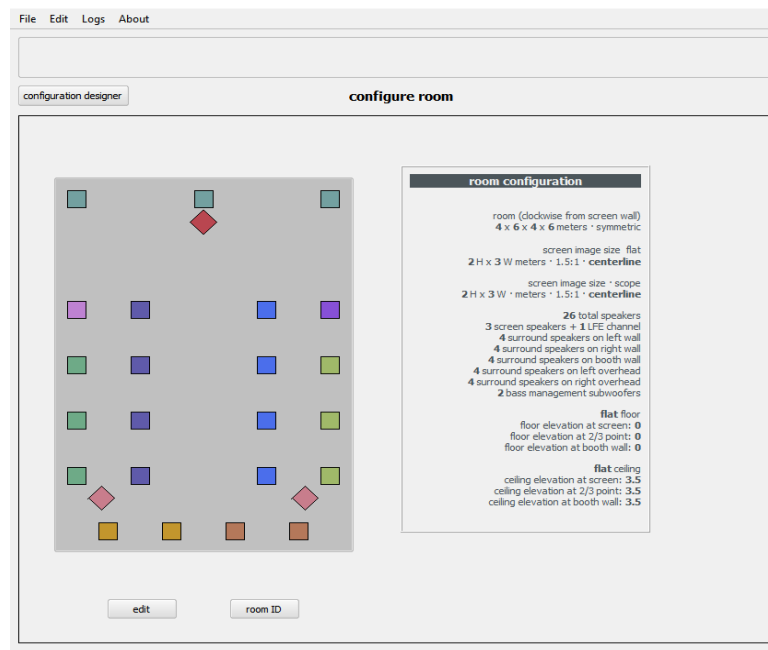 File Edit Logs About
configuration designer
configure room
room configuration
room (clockwise from screen wall)
4 x 6 x 4 x 6 meters · symmetric
screen image size flat
2 H x 3 W meters · 1.5:1 · centerline
screen image size · scope
2 H x 3 W · meters · 1.5:1 · centerline
26 total speakers
3 screen speakers + 1 LFE channel
4 surround speakers on left wall
4 surround speakers on right wall
4 surround speakers on booth wall
4 surround speakers on left overhead
4 surround speakers on right overhead
2 bass management subwoofers
flat floor
floor elevation at screen: 0
floor elevation at 2/3 point: 0
floor elevation at booth wall: 0
flat ceiling
ceiling elevation at screen: 3.5
ceiling elevation at 2/3 point: 3.5
ceiling elevation at booth wall: 3.5
edit
room ID